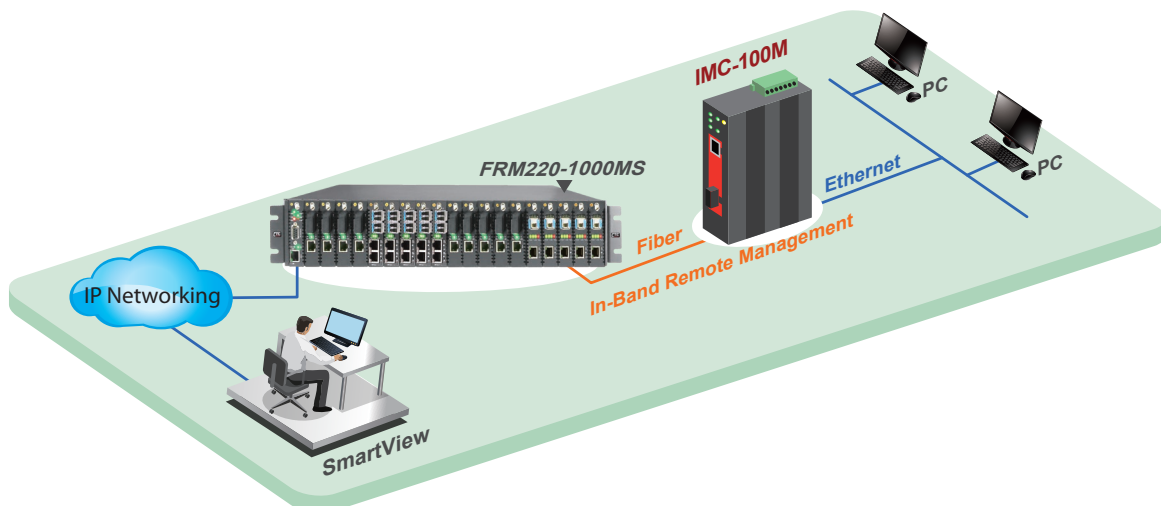 IMC-100M
PC
PC
FRM220-1000MS
Ethernet
Fiber
In-Band Remote Management
IP Networking
SmartView